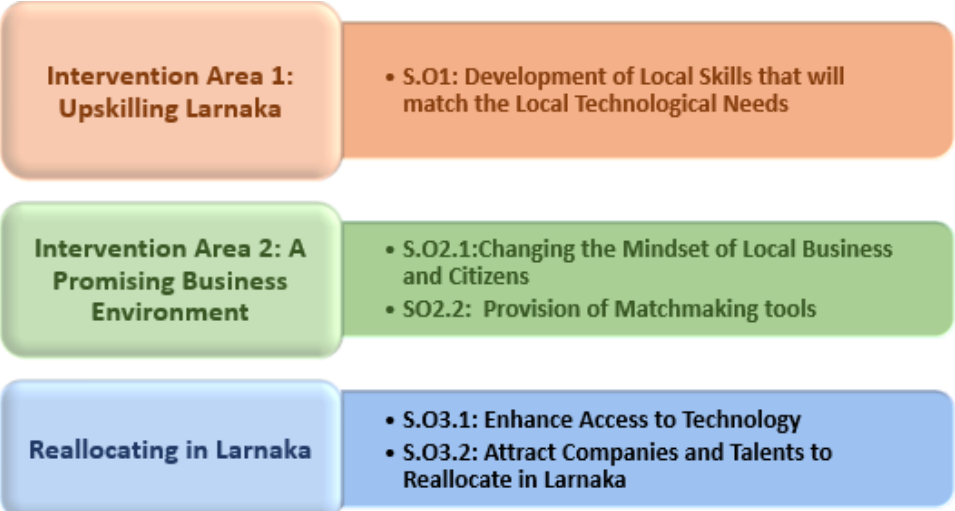 Intervention Area 1:
Upskilling Larnaka
• S.O1: Development of Local Skills that will
match the Local Technological Needs
Intervention Area 2: A
Promising Business
Environment
• S.O2.1:Changing the Mindset of Local Business
and Citizens
• SO2.2: Provision of Matchmaking tools
Reallocating in Larnaka
• S.O3.1: Enhance Access to Technology
• S.O3.2: Attract Companies and Talents to
Reallocate in Larnaka